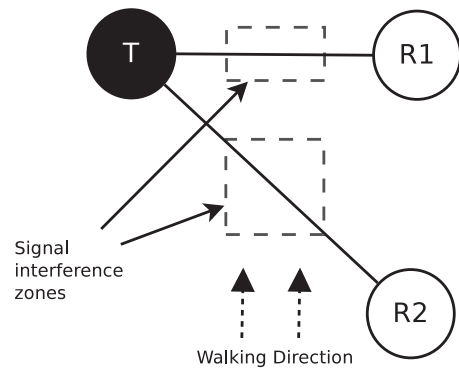 T
R1
Signal
interference
zones
R2
Walking Direction